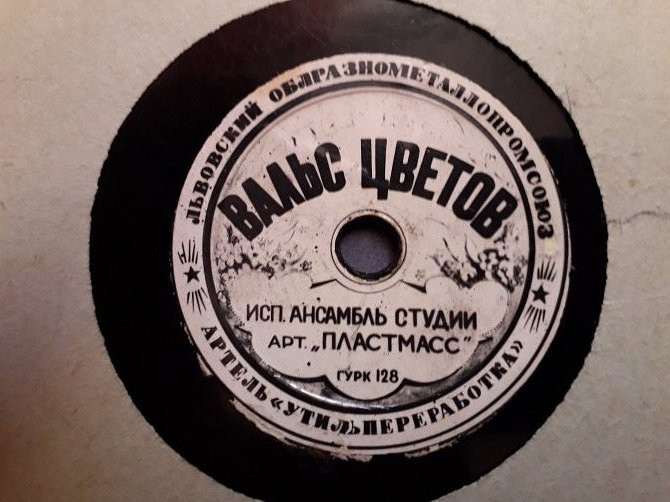 ЛЬВОВСКИЙ ОБЛРАЗНОМЕТАЛЛОПРОМСОЮЗ
ВАЛЬС ЦВЕТОВ
ИСП. АНСАМБЛЬ СТУДИИ
АРТ. „ПЛАСТМАСС"
ГУРК 128
АРТЕЛЬ «УТИЛЬПЕРЕРАБОТКА»